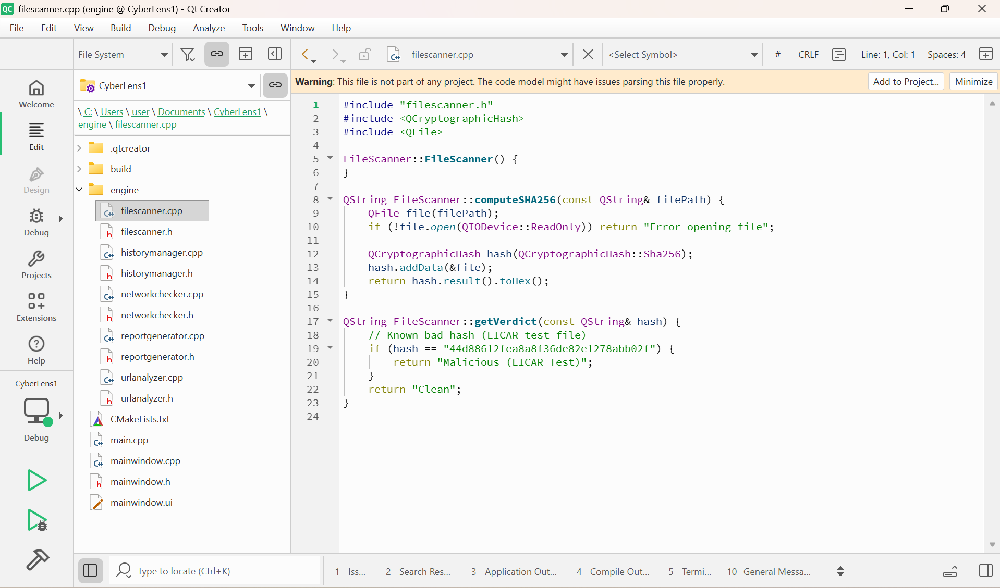 filescanner.cpp (engine @ CyberLens1) - Qt Creator
File Edit View Build Debug Analyze Tools Window Help
File System
filescanner.cpp
<Select Symbol>
# CRLF Line: 1, Col: 1 Spaces: 4
Welcome
Edit
Design
Debug
Projects
Extensions
Help
CyberLens1
Debug
CyberLens1
\ C: \ Users \ user \ Documents \ CyberLens1 \
engine \ filescanner.cpp
.qtcreator
build
engine
filescanner.cpp
filescanner.h
historymanager.cpp
historymanager.h
networkchecker.cpp
networkchecker.h
reportgenerator.cpp
reportgenerator.h
urlanalyzer.cpp
urlanalyzer.h
CMakeLists.txt
main.cpp
mainwindow.cpp
mainwindow.h
mainwindow.ui
Warning: This file is not part of any project. The code model might have issues parsing this file properly. Add to Project... Minimize
1 #include "filescanner.h"
2 #include <QCryptographicHash>
3 #include <QFile>
4
5 FileScanner::FileScanner() {
6 }
7
8 QString FileScanner::computeSHA256(const QString& filePath) {
9     QFile file(filePath);
10     if (!file.open(QIODevice::ReadOnly)) return "Error opening file";
11
12     QCryptographicHash hash(QCryptographicHash::Sha256);
13     hash.addData(&file);
14     return hash.result().toHex();
15 }
16
17 QString FileScanner::getVerdict(const QString& hash) {
18     // Known bad hash (EICAR test file)
19     if (hash == "44d88612fea8a8f36de82e1278abb02f") {
20         return "Malicious (EICAR Test)";
21     }
22     return "Clean";
23 }
24
Type to locate (Ctrl+K)
1 Iss... 2 Search Res... 3 Application Out... 4 Compile Out... 5 Termi... 10 General Messa...